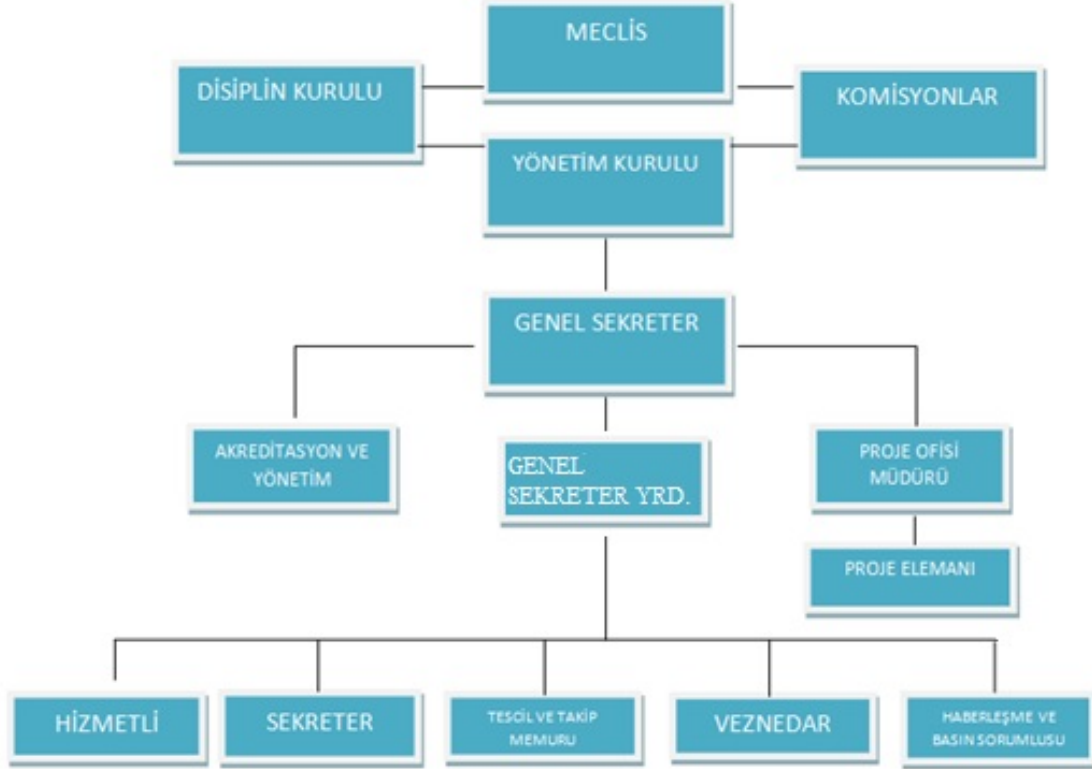 MECLİS
DİSİPLİN KURULU
KOMİSYONLAR
YÖNETİM KURULU
GENEL SEKRETER
AKREDİTASYON VE
YÖNETİM
GENEL
SEKRETER YRD.
PROJE OFİSİ
MÜDÜRÜ
PROJE ELEMANI
HİZMETLİ
SEKRETER
TESCİL VE TAKİP
MEMURU
VEZNEDAR
HABERLEŞME VE
BASIN SORUMLUSU